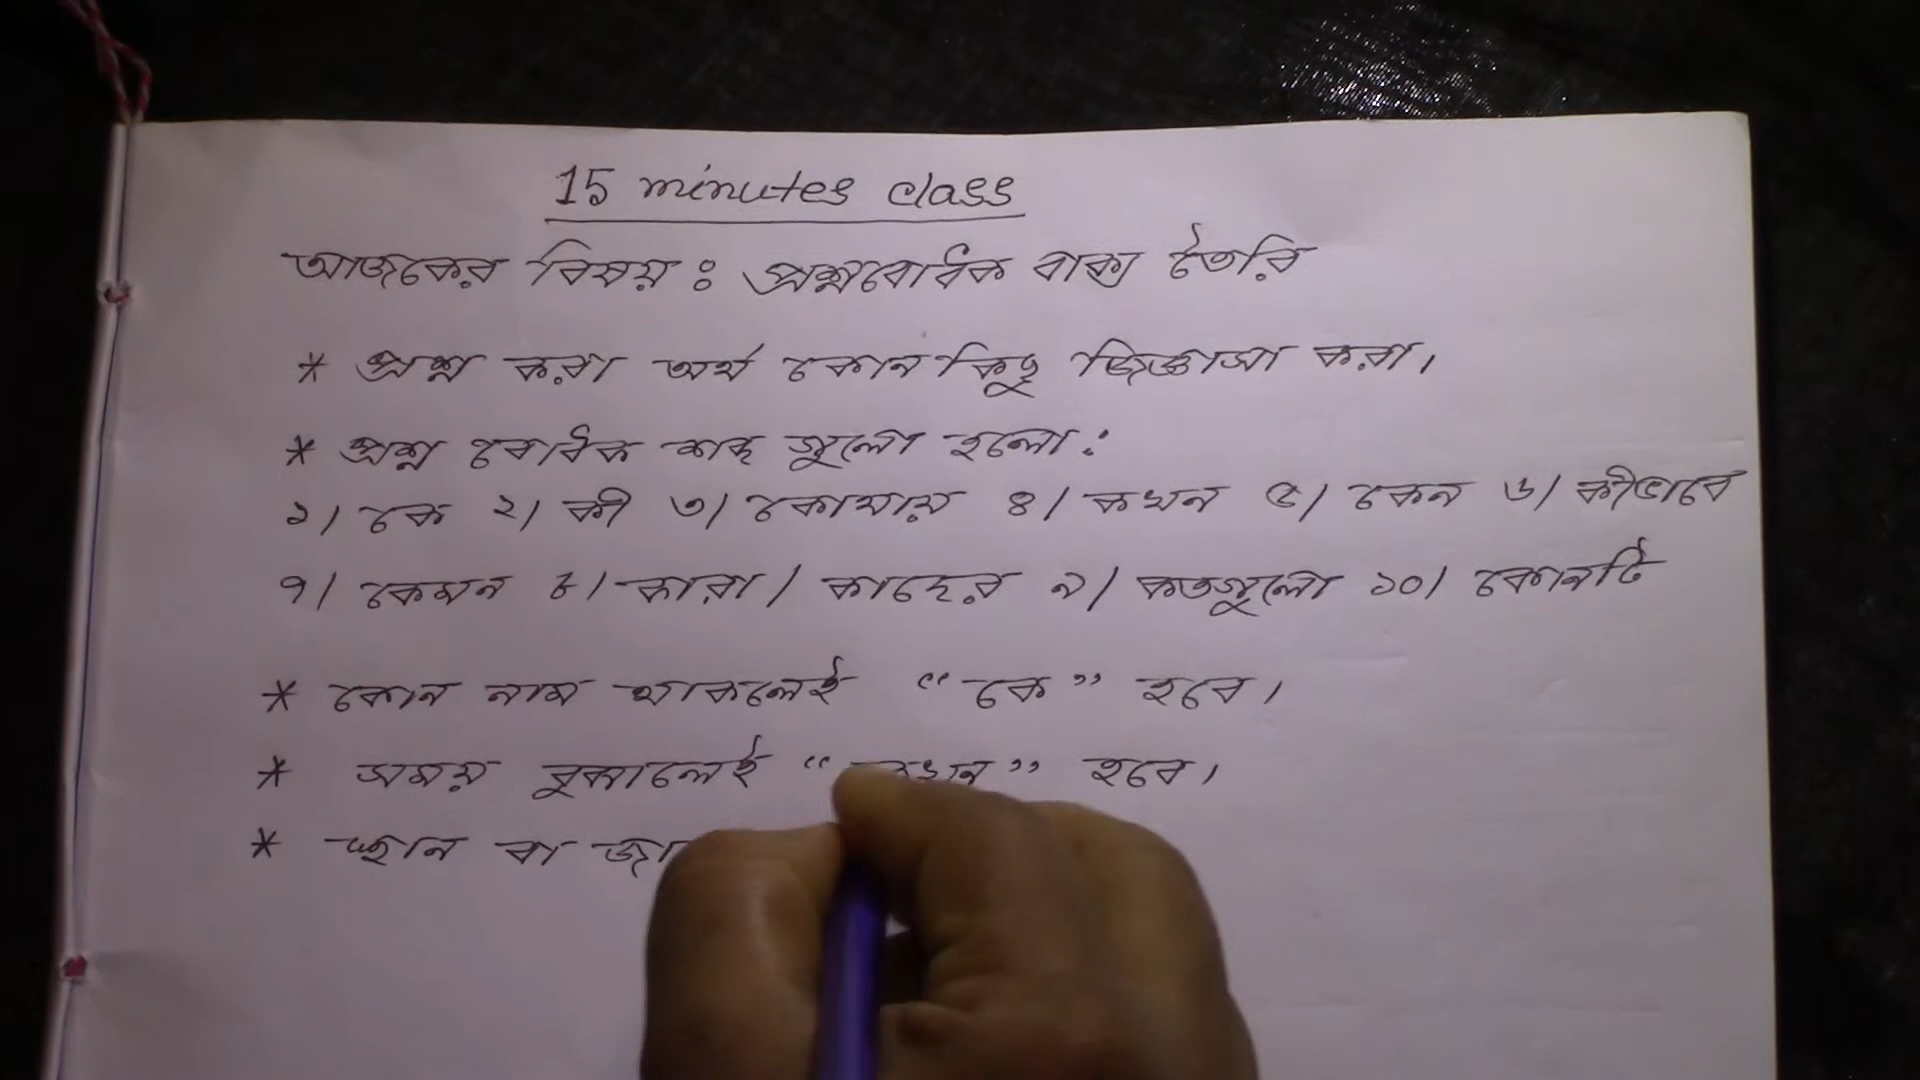 15 minutes class
আজকের বিষয় : প্রশ্নবোধক বাক্য তৈরি
* প্রশ্ন করা অর্থ কোন কিছু জিজ্ঞাসা করা।
* প্রশ্ন বোধক শব্দ গুলো হলো :
১/ কে ২/ কী ৩/ কোথায় ৪/ কখন ৫/ কেন ৬/ কীভাবে
৭/ কেমন ৮/ কারা / কাদের ৯/ কতগুলো ১০/ কোনটি
* কোন নাম থাকলেই “কে” হবে।
* সময় বুঝালেই “কখন” হবে।
* স্থান বা